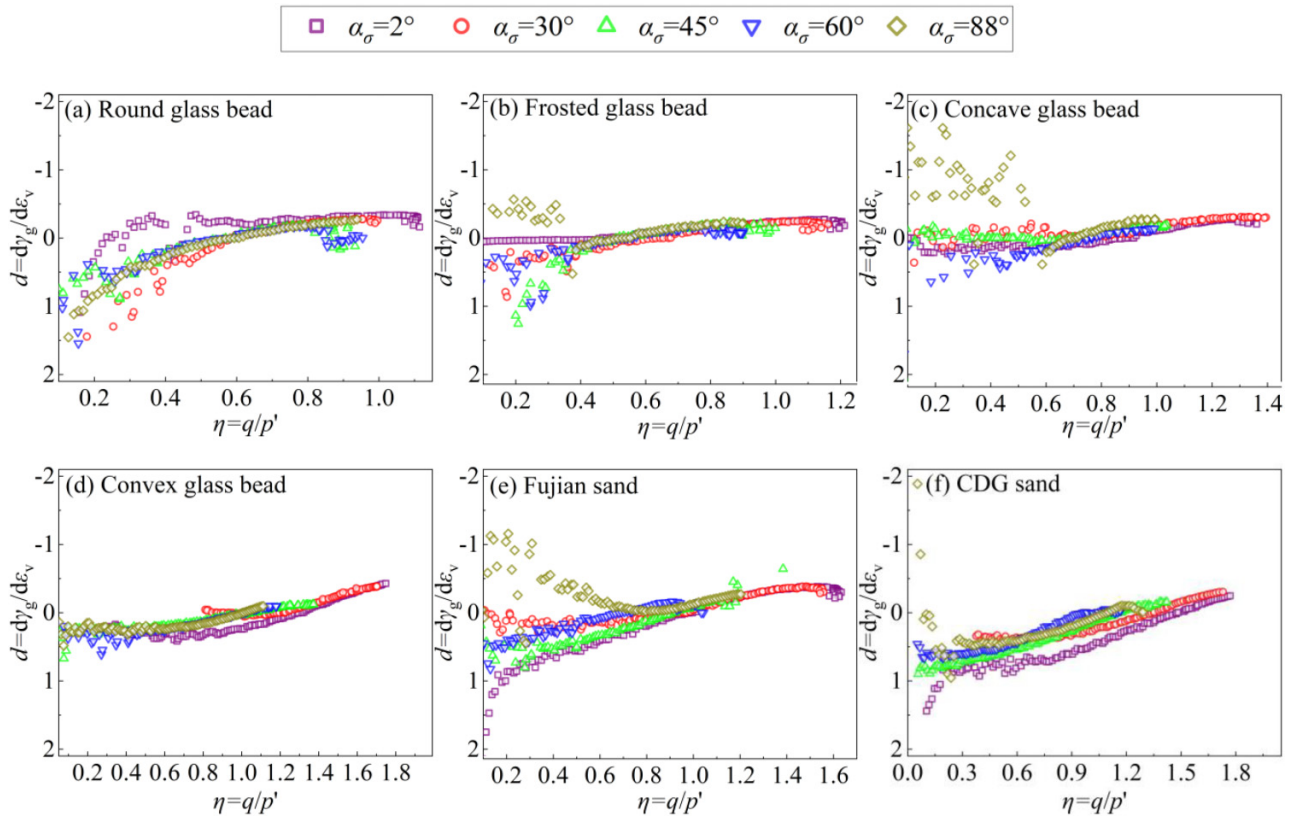 α_σ=2° α_σ=30° α_σ=45° α_σ=60° α_σ=88°
(a) Round glass bead
-2
-1
0
1
2
d=dγ_g/dε_v
0.2 0.4 0.6 0.8 1.0
η=q/p'
(b) Frosted glass bead
-2
-1
0
1
2
d=dγ_g/dε_v
0.2 0.4 0.6 0.8 1.0 1.2
η=q/p'
(c) Concave glass bead
-2
-1
0
1
2
d=dγ_g/dε_v
0.2 0.4 0.6 0.8 1.0 1.2 1.4
η=q/p'
(d) Convex glass bead
-2
-1
0
1
2
d=dγ_g/dε_v
0.2 0.4 0.6 0.8 1.0 1.2 1.4 1.6 1.8
η=q/p'
(e) Fujian sand
-2
-1
0
1
2
d=dγ_g/dε_v
0.2 0.4 0.6 0.8 1.0 1.2 1.4 1.6
η=q/p'
(f) CDG sand
-2
-1
0
1
2
d=dγ_g/dε_v
0.0 0.3 0.6 0.9 1.2 1.5 1.8
η=q/p'